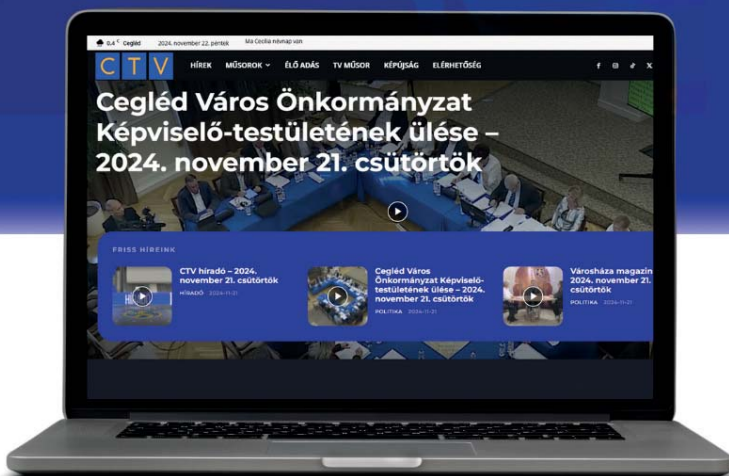 0.4 C Cegléd 2024. november 22. péntek Ma Cecília névnap van
CTV HÍREK MŰSOROK ÉLŐ ADÁS TV MŰSOR KÉPÚJSÁG ELÉRHETŐSÉG
Cegléd Város Önkormányzat
Képviselő-testületének ülése –
2024. november 21. csütörtök
FRISS HÍREINK
CTV híradó – 2024.
november 21. csütörtök
HÍRADÓ 2024-11-21
Cegléd Város
Önkormányzat Képviselő-
testületének ülése – 2024.
november 21. csütörtök
POLITIKA 2024-11-21
Városháza magazin
2024. november 21.
csütörtök
POLITIKA 2024-11-21